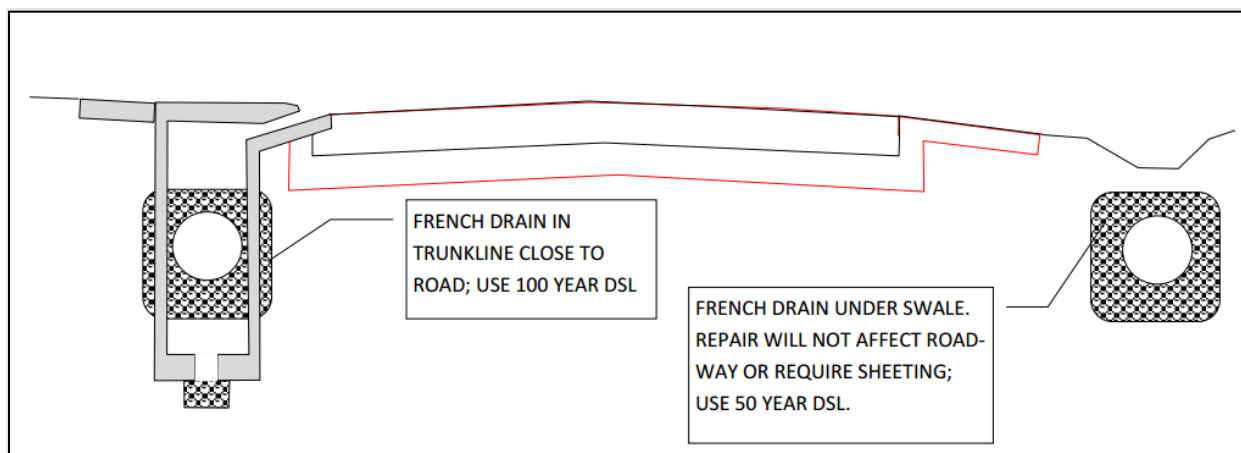 FRENCH DRAIN IN
TRUNKLINE CLOSE TO
ROAD; USE 100 YEAR DSL
FRENCH DRAIN UNDER SWALE.
REPAIR WILL NOT AFFECT ROAD-
WAY OR REQUIRE SHEETING;
USE 50 YEAR DSL.